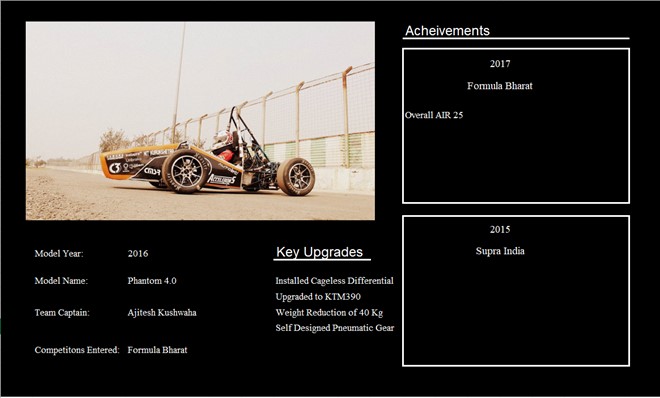 Acheivements
2017
Formula Bharat
Overall AIR 25
2015
Supra India
Model Year: 2016
Model Name: Phantom 4.0
Team Captain: Ajitesh Kushwaha
Competitons Entered: Formula Bharat
Key Upgrades
Installed Cageless Differential
Upgraded to KTM390
Weight Reduction of 40 Kg
Self Designed Pneumatic Gear
C3